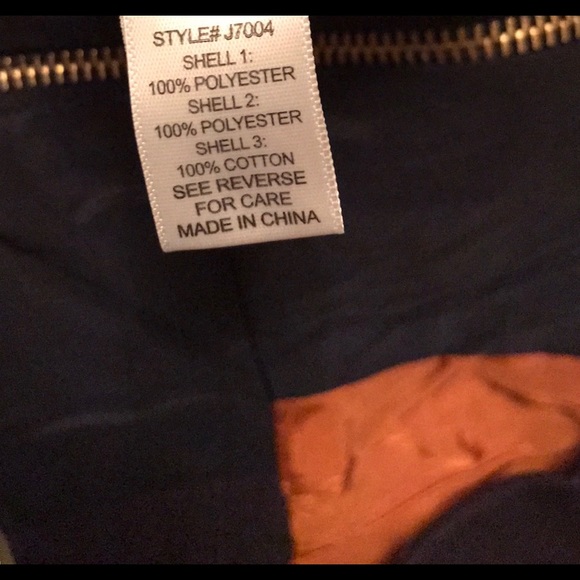 STYLE# J7004
SHELL 1:
100% POLYESTER
SHELL 2:
100% POLYESTER
SHELL 3:
100% COTTON
SEE REVERSE
FOR CARE
MADE IN CHINA